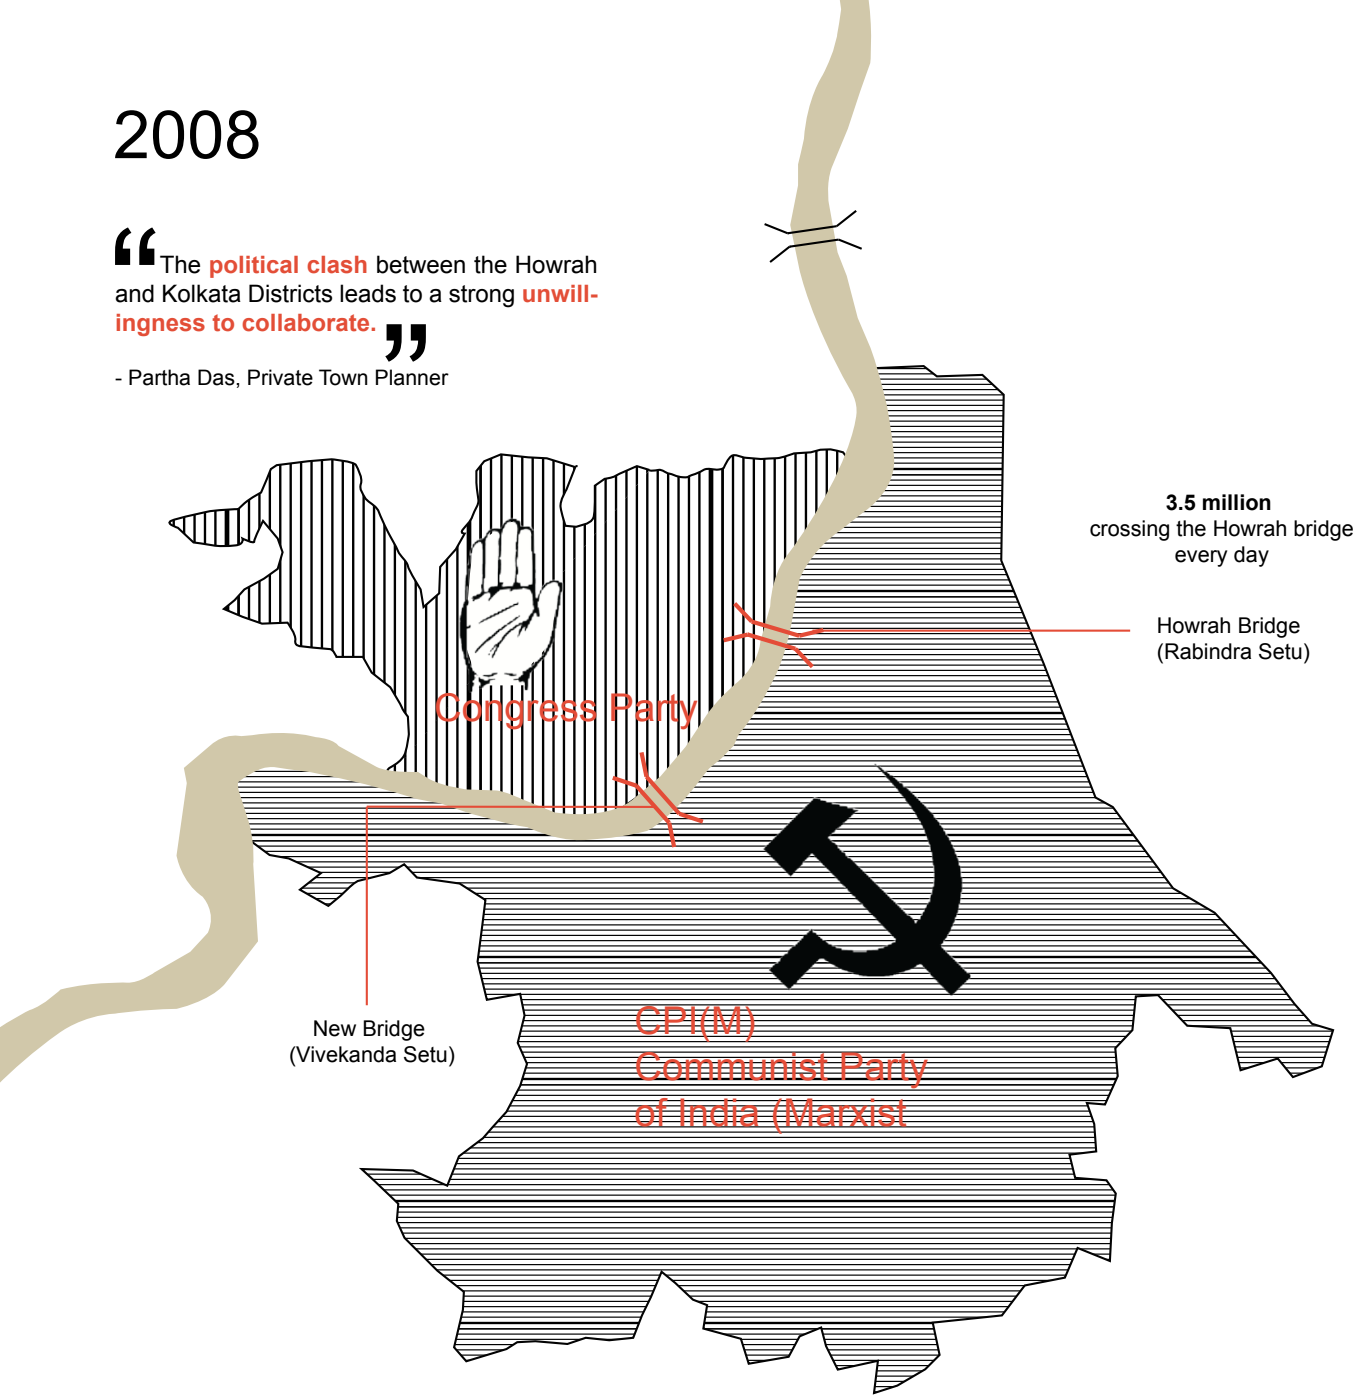 2008
“The political clash between the Howrah
and Kolkata Districts leads to a strong unwill-
ingness to collaborate.”
- Partha Das, Private Town Planner
3.5 million
crossing the Howrah bridge
every day
Howrah Bridge
(Rabindra Setu)
Congress Party
New Bridge
(Vivekanda Setu)
CPI(M)
Communist Party
of India (Marxist